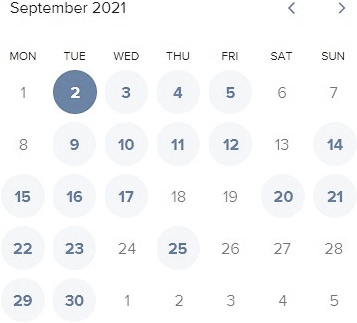 September 2021
MON TUE WED THU FRI SAT SUN
1 2 3 4 5 6 7
8 9 10 11 12 13 14
15 16 17 18 19 20 21
22 23 24 25 26 27 28
29 30 1 2 3 4 5